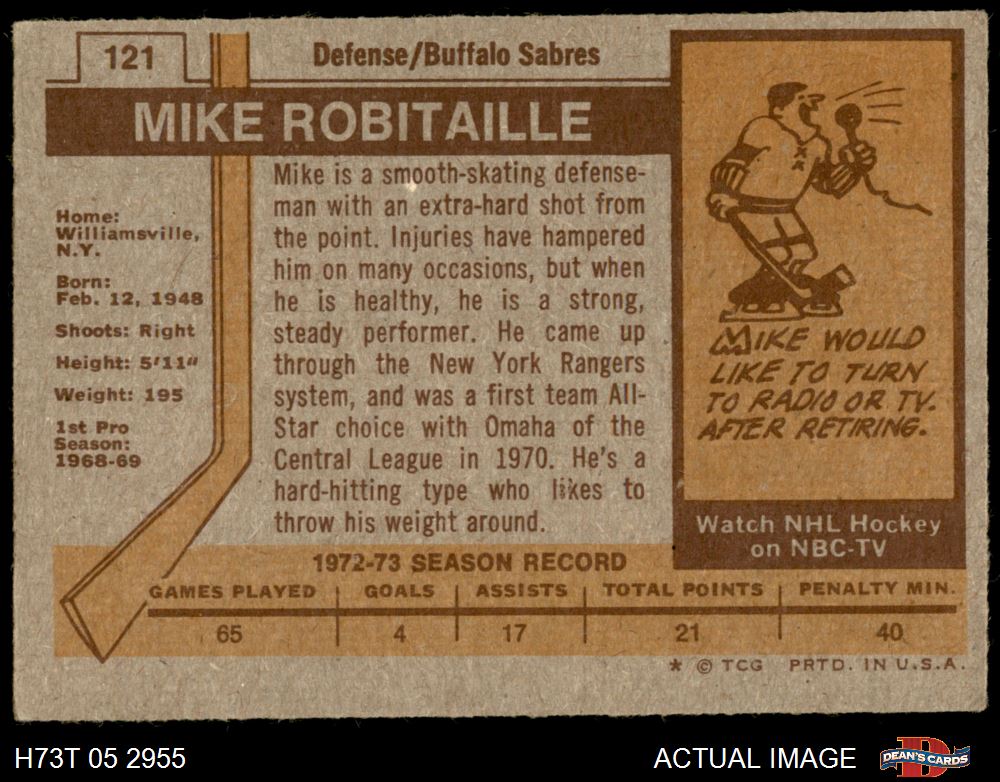 121
Defense/Buffalo Sabres
MIKE ROBITAILLE
Home:
Williamsville,
N.Y.
Born:
Feb. 12, 1948
Shoots: Right
Height: 5'11"
Weight: 195
1st Pro
Season:
1968-69
Mike is a smooth-skating defense-
man with an extra-hard shot from
the point. Injuries have hampered
him on many occasions, but when
he is healthy, he is a strong,
steady performer. He came up
through the New York Rangers
system, and was a first team All-
Star choice with Omaha of the
Central League in 1970. He's a
hard-hitting type who likes to
throw his weight around.
MIKE WOULD
LIKE TO TURN
TO RADIO OR TV.
AFTER RETIRING.
Watch NHL Hockey
on NBC-TV
1972-73 SEASON RECORD
GAMES PLAYED GOALS ASSISTS TOTAL POINTS PENALTY MIN.
65 4 17 21 40
* © TCG PRTD. IN U.S.A.
H73T 05 2955
ACTUAL IMAGE
DEAN'S CARDS